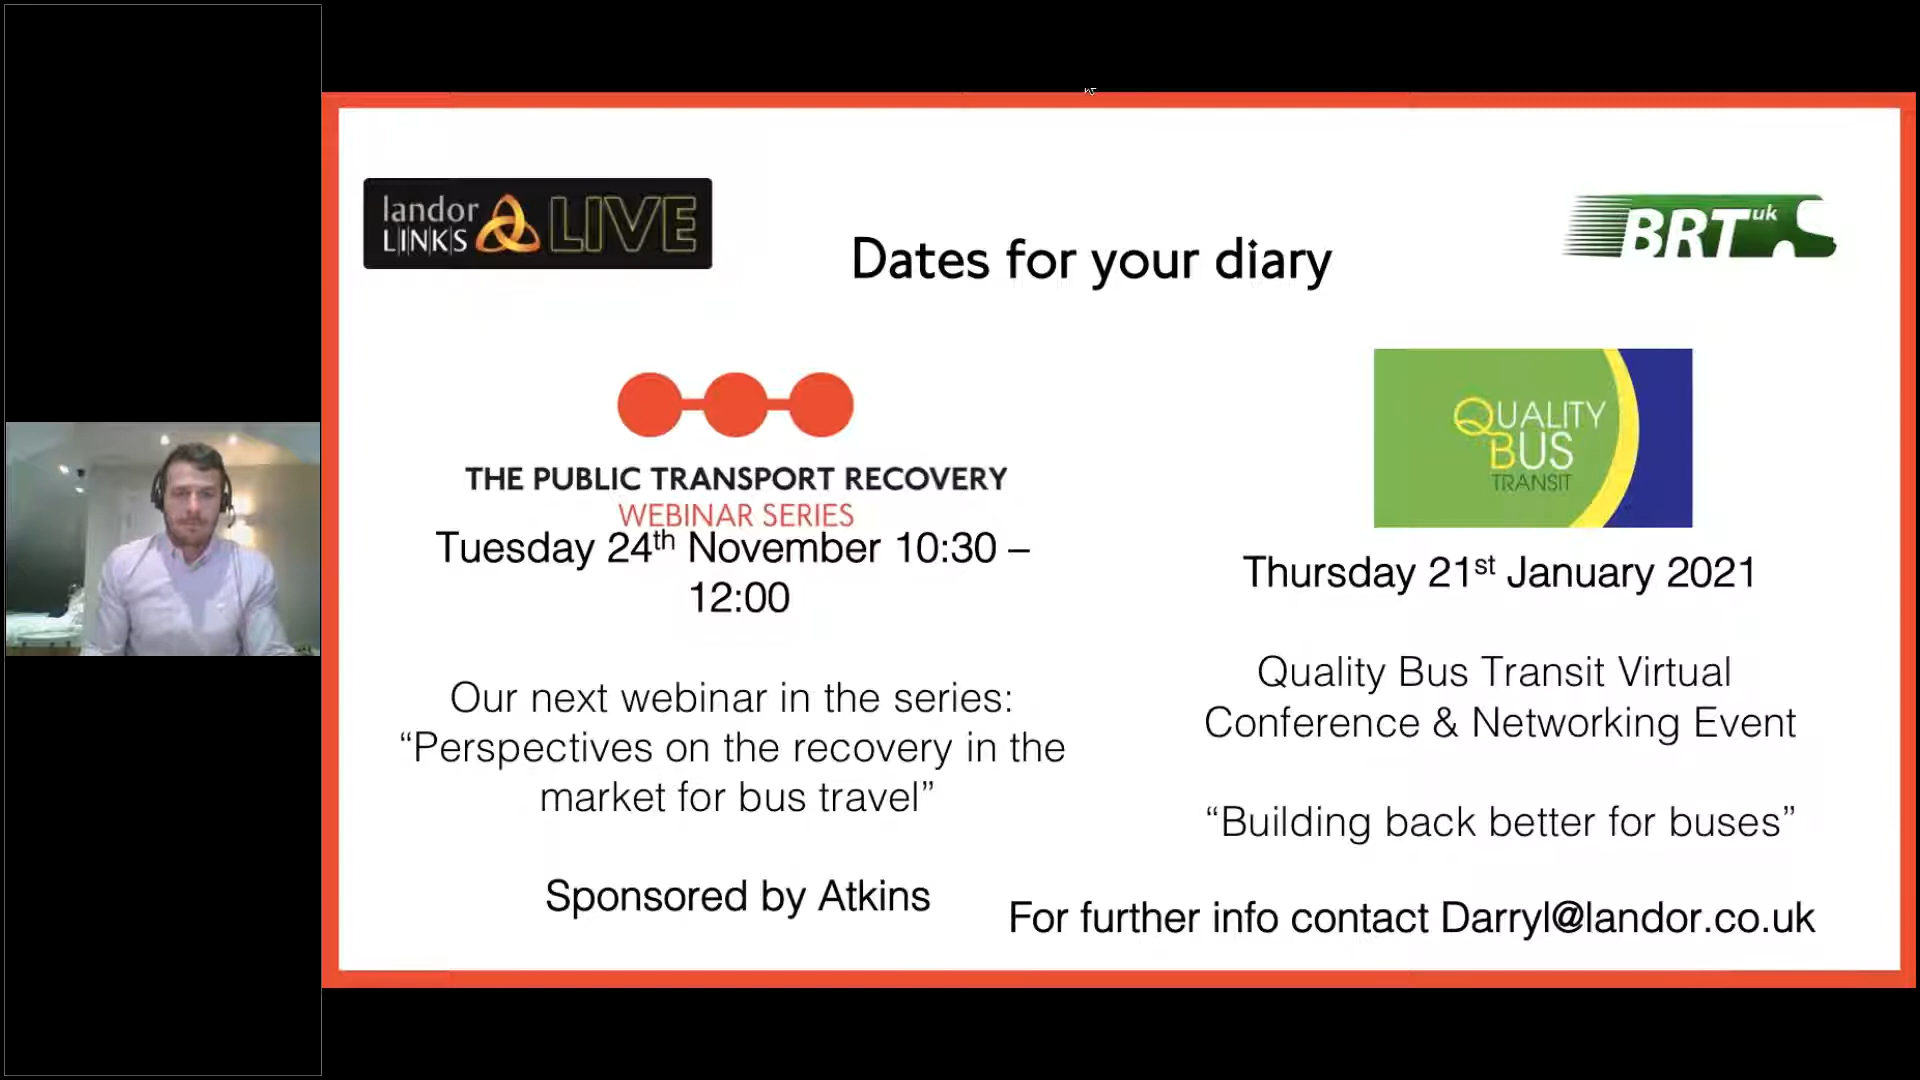 landor
LINKS
LIVE
BRTuk
Dates for your diary
THE PUBLIC TRANSPORT RECOVERY
WEBINAR SERIES
Tuesday 24th November 10:30 –
12:00
Our next webinar in the series:
“Perspectives on the recovery in the
market for bus travel”
Sponsored by Atkins
QUALITY
BUS
TRANSIT
Thursday 21st January 2021
Quality Bus Transit Virtual
Conference & Networking Event
“Building back better for buses”
For further info contact Darryl@landor.co.uk